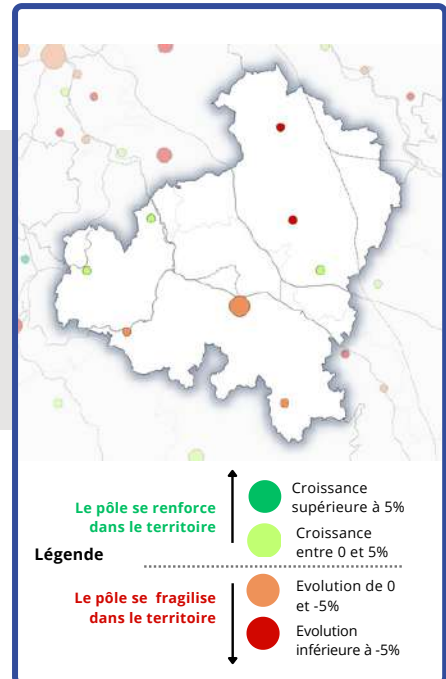 Le pôle se renforce
dans le territoire
Croissance
supérieure à 5%
Croissance
entre 0 et 5%
Légende
Le pôle se  fragilise
dans le territoire
Evolution de 0
et -5%
Evolution
inférieure à -5%